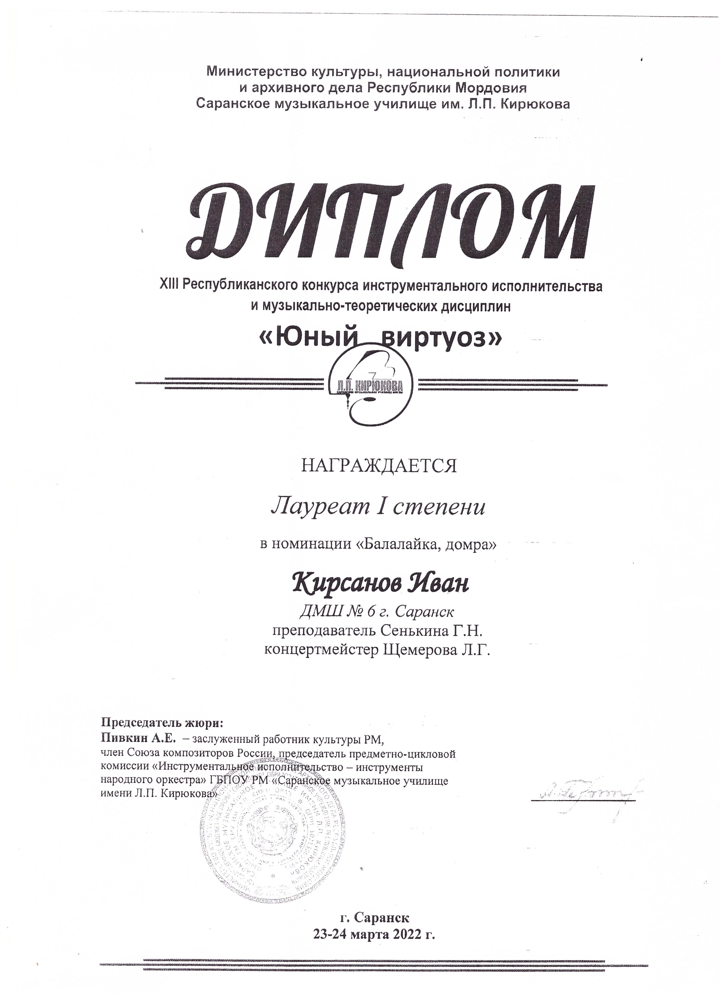 Министерство культуры, национальной политики
и архивного дела Республики Мордовия
Саранское музыкальное училище им. Л.П. Кирюкова
ДИПЛОМ
XIII Республиканского конкурса инструментального исполнительства
и музыкально-теоретических дисциплин
«Юный виртуоз»
Л.П. КИРЮКОВА
САРАНСКОЕ МУЗЫКАЛЬНОЕ УЧИЛИЩЕ ИМЕНИ
НАГРАЖДАЕТСЯ
Лауреат I степени
в номинации «Балалайка, домра»
Кирсанов Иван
ДМШ № 6 г. Саранск
преподаватель Сенькина Г.Н.
концертмейстер Щемерова Л.Г.
Председатель жюри:
Пивкин А.Е. – заслуженный работник культуры РМ,
член Союза композиторов России, председатель предметно-цикловой
комиссии «Инструментальное исполнительство – инструменты
народного оркестра» ГБПОУ РМ «Саранское музыкальное училище
имени Л.П. Кирюкова»
г. Саранск
23-24 марта 2022 г.